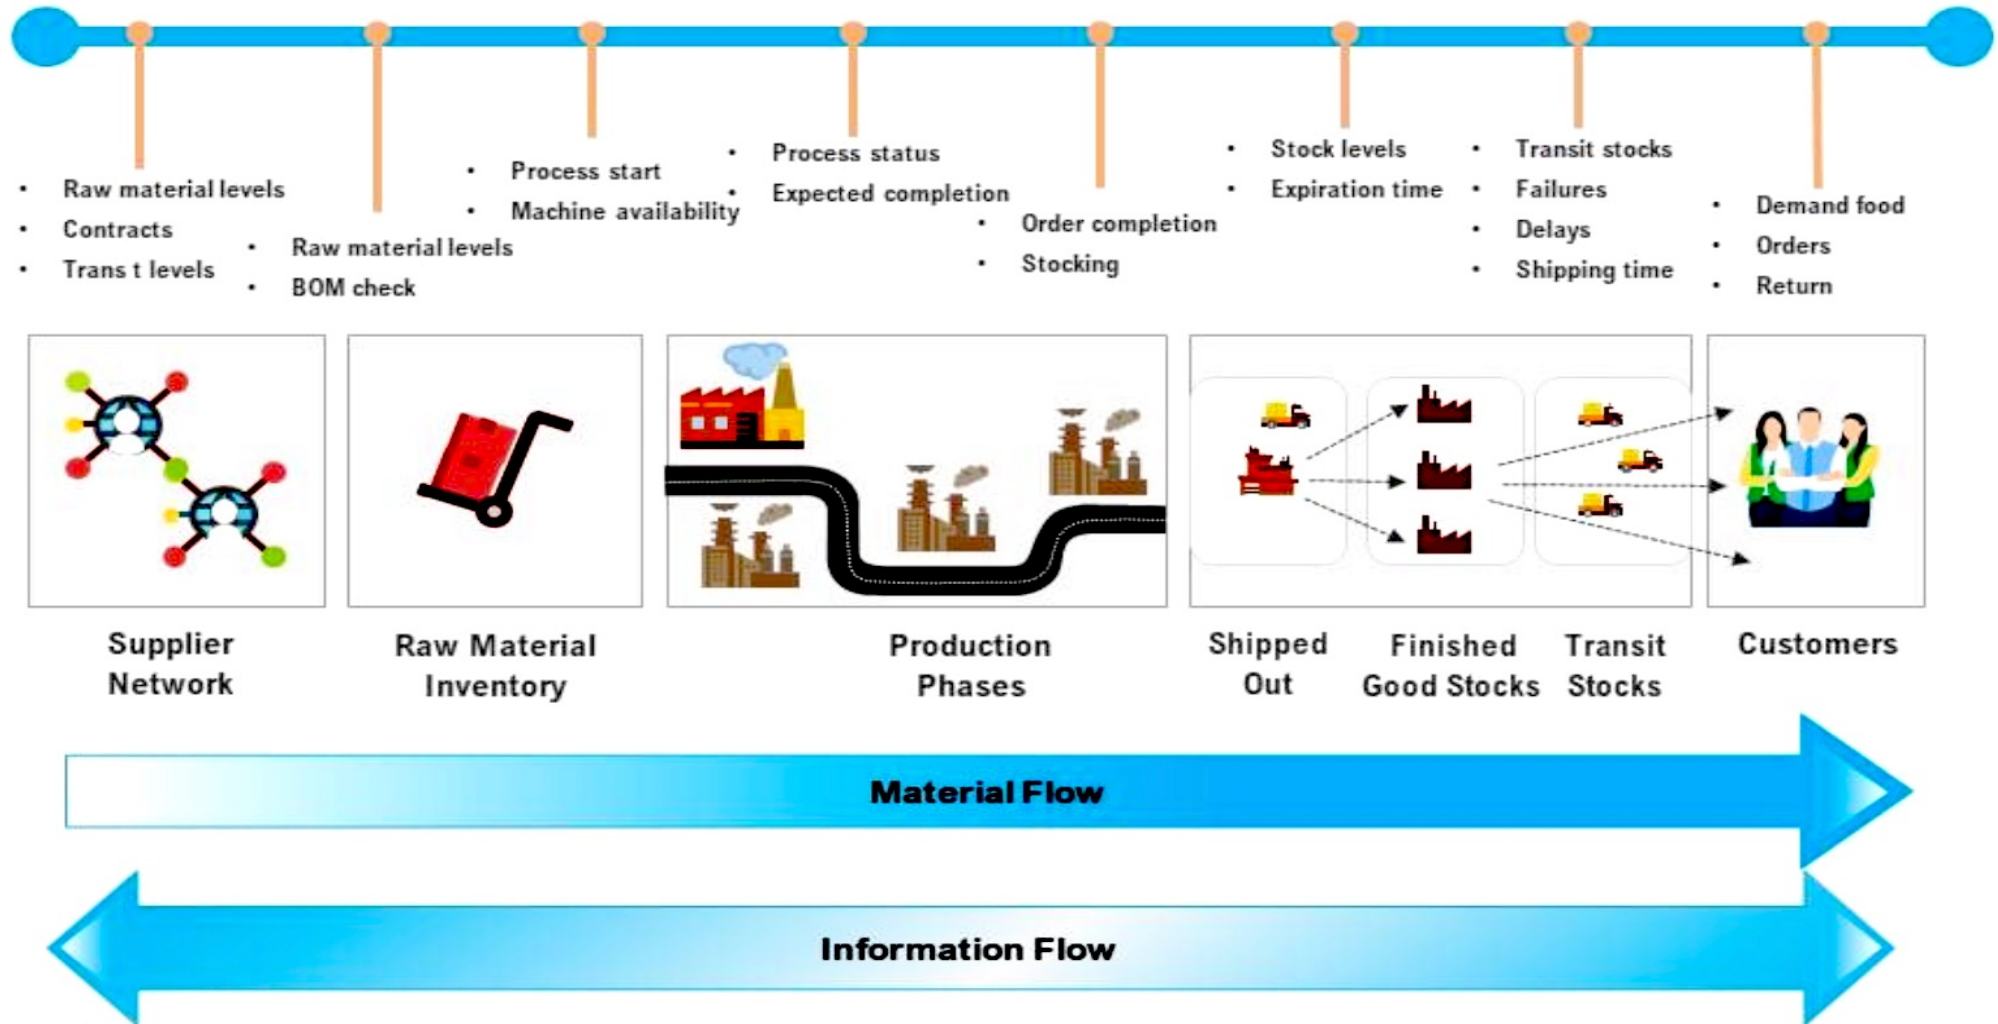 • Raw material levels
• Contracts
• Trans t levels
• Raw material levels
• BOM check
• Process start
• Machine availability
• Process status
• Expected completion
• Order completion
• Stocking
• Stock levels
• Expiration time
• Transit stocks
• Failures
• Delays
• Shipping time
• Demand food
• Orders
• Return
Supplier
Network
Raw Material
Inventory
Production
Phases
Shipped
Out
Finished
Good Stocks
Transit
Stocks
Customers
Material Flow
Information Flow